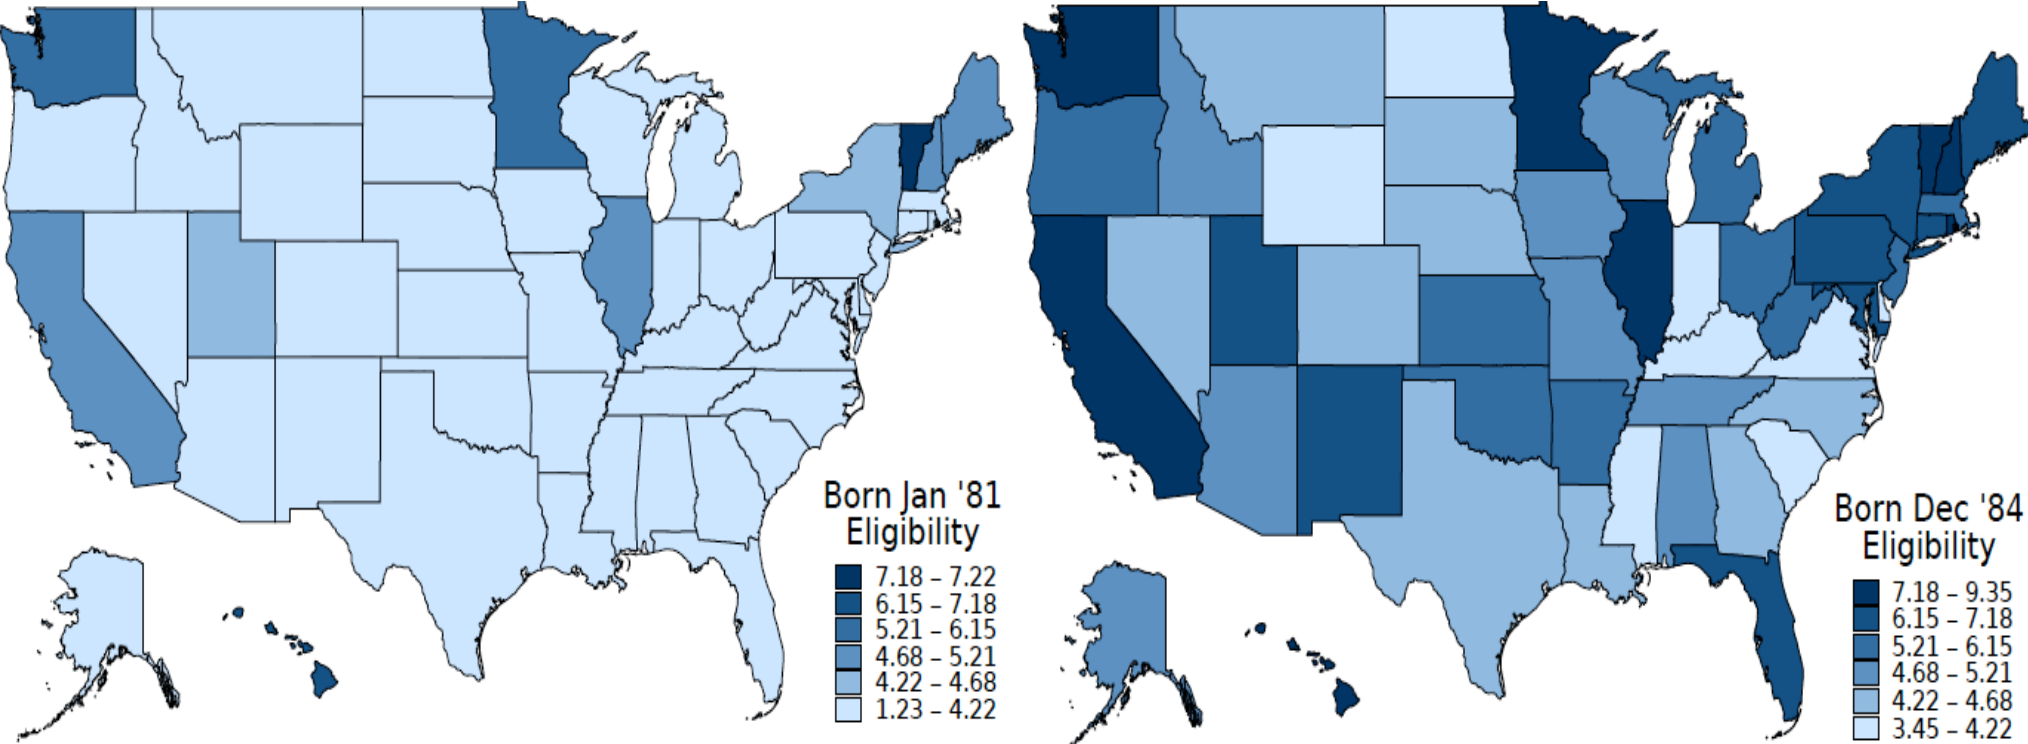 Born Jan '81
Eligibility
7.18 – 7.22
6.15 – 7.18
5.21 – 6.15
4.68 – 5.21
4.22 – 4.68
1.23 – 4.22
Born Dec '84
Eligibility
7.18 – 9.35
6.15 – 7.18
5.21 – 6.15
4.68 – 5.21
4.22 – 4.68
3.45 – 4.22